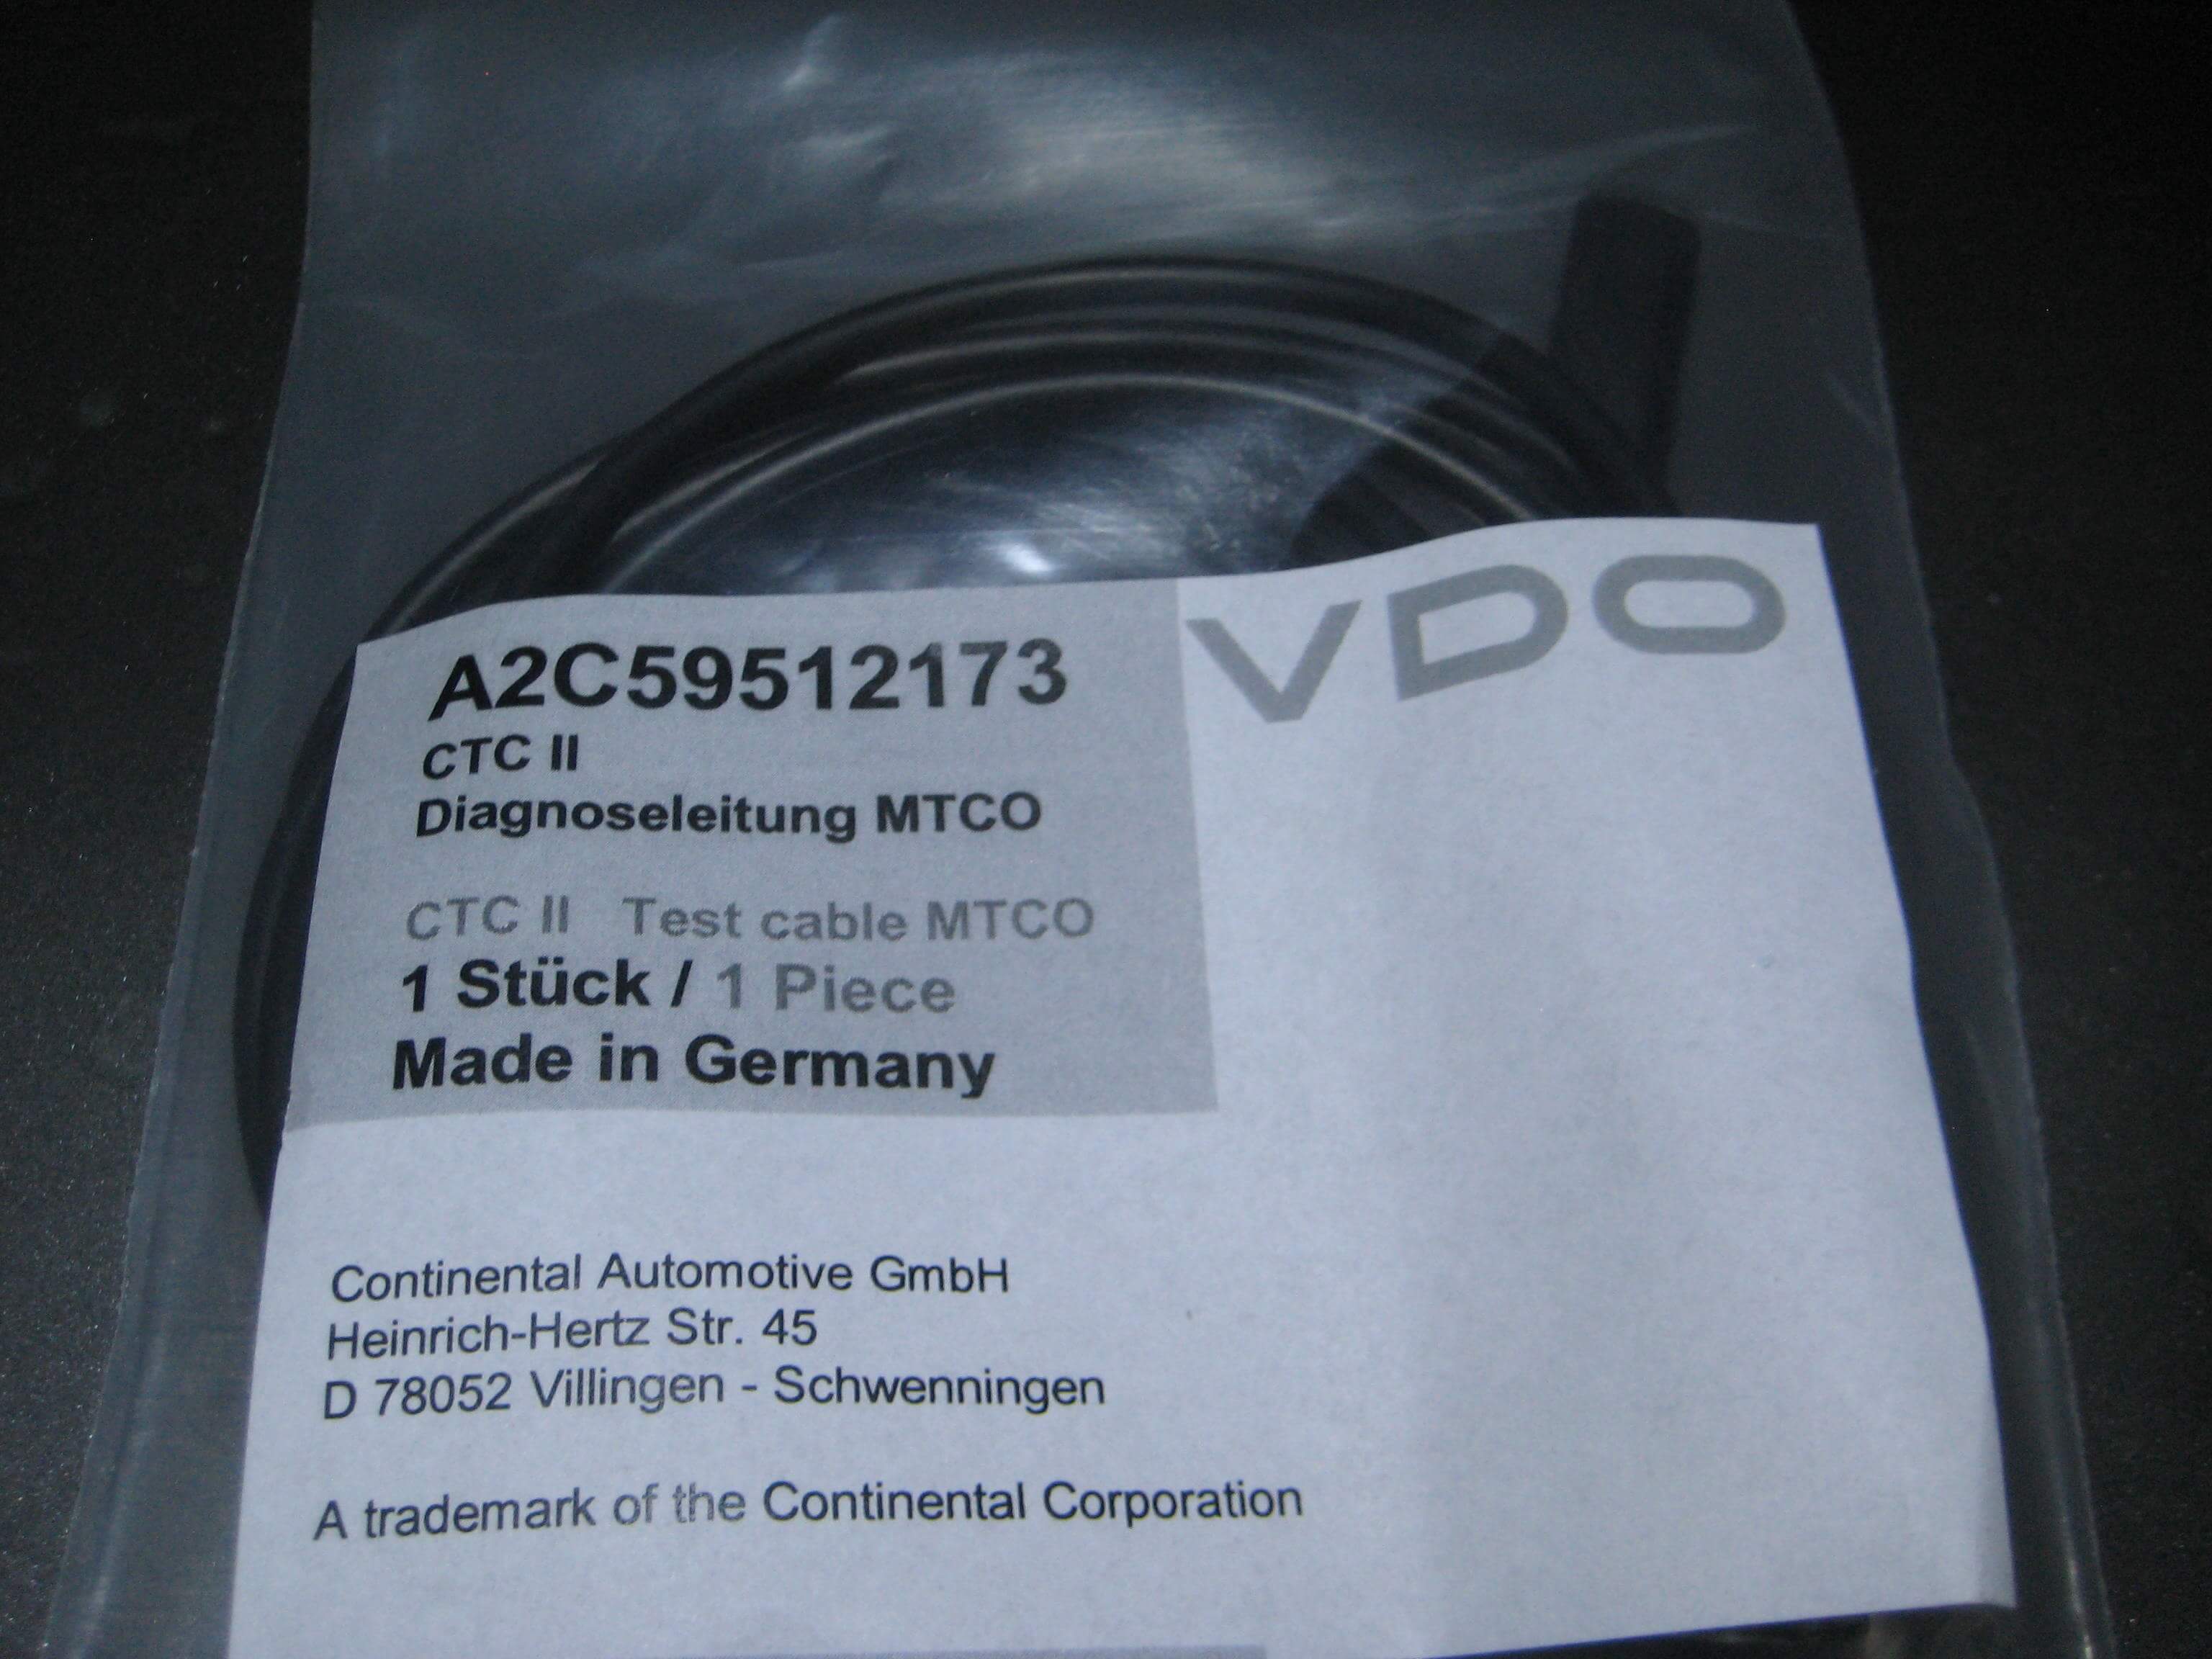 VDO
A2C59512173
CTC II
Diagnoseleitung MTCO
CTC II Test cable MTCO
1 Stück / 1 Piece
Made in Germany
Continental Automotive GmbH
Heinrich-Hertz Str. 45
D 78052 Villingen - Schwenningen
A trademark of the Continental Corporation